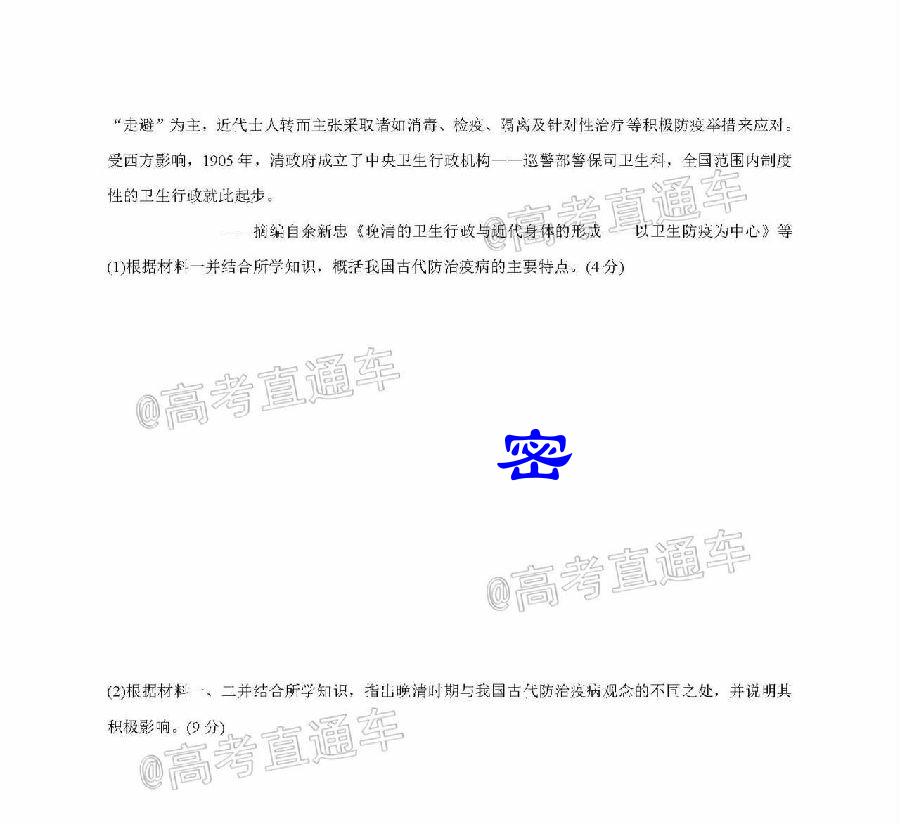 “走避”为主，近代士人转而主张采取诸如消毒、检疫、隔离及针对性治疗等积极防疫举措来应对。
受西方影响，1905 年，清政府成立了中央卫生行政机构——巡警部警保司卫生科，全国范围内制度
性的卫生行政就此起步。
@高考直通车
——摘编自余新忠《晚清的卫生行政与近代身体的形成——以卫生防疫为中心》等
(1)根据材料一并结合所学知识，概括我国古代防治疫病的主要特点。(4 分)
@高考直通车
密
@高考直通车
(2)根据材料一、二并结合所学知识，指出晚清时期与我国古代防治疫病观念的不同之处，并说明其
积极影响。(9 分)
@高考直通车